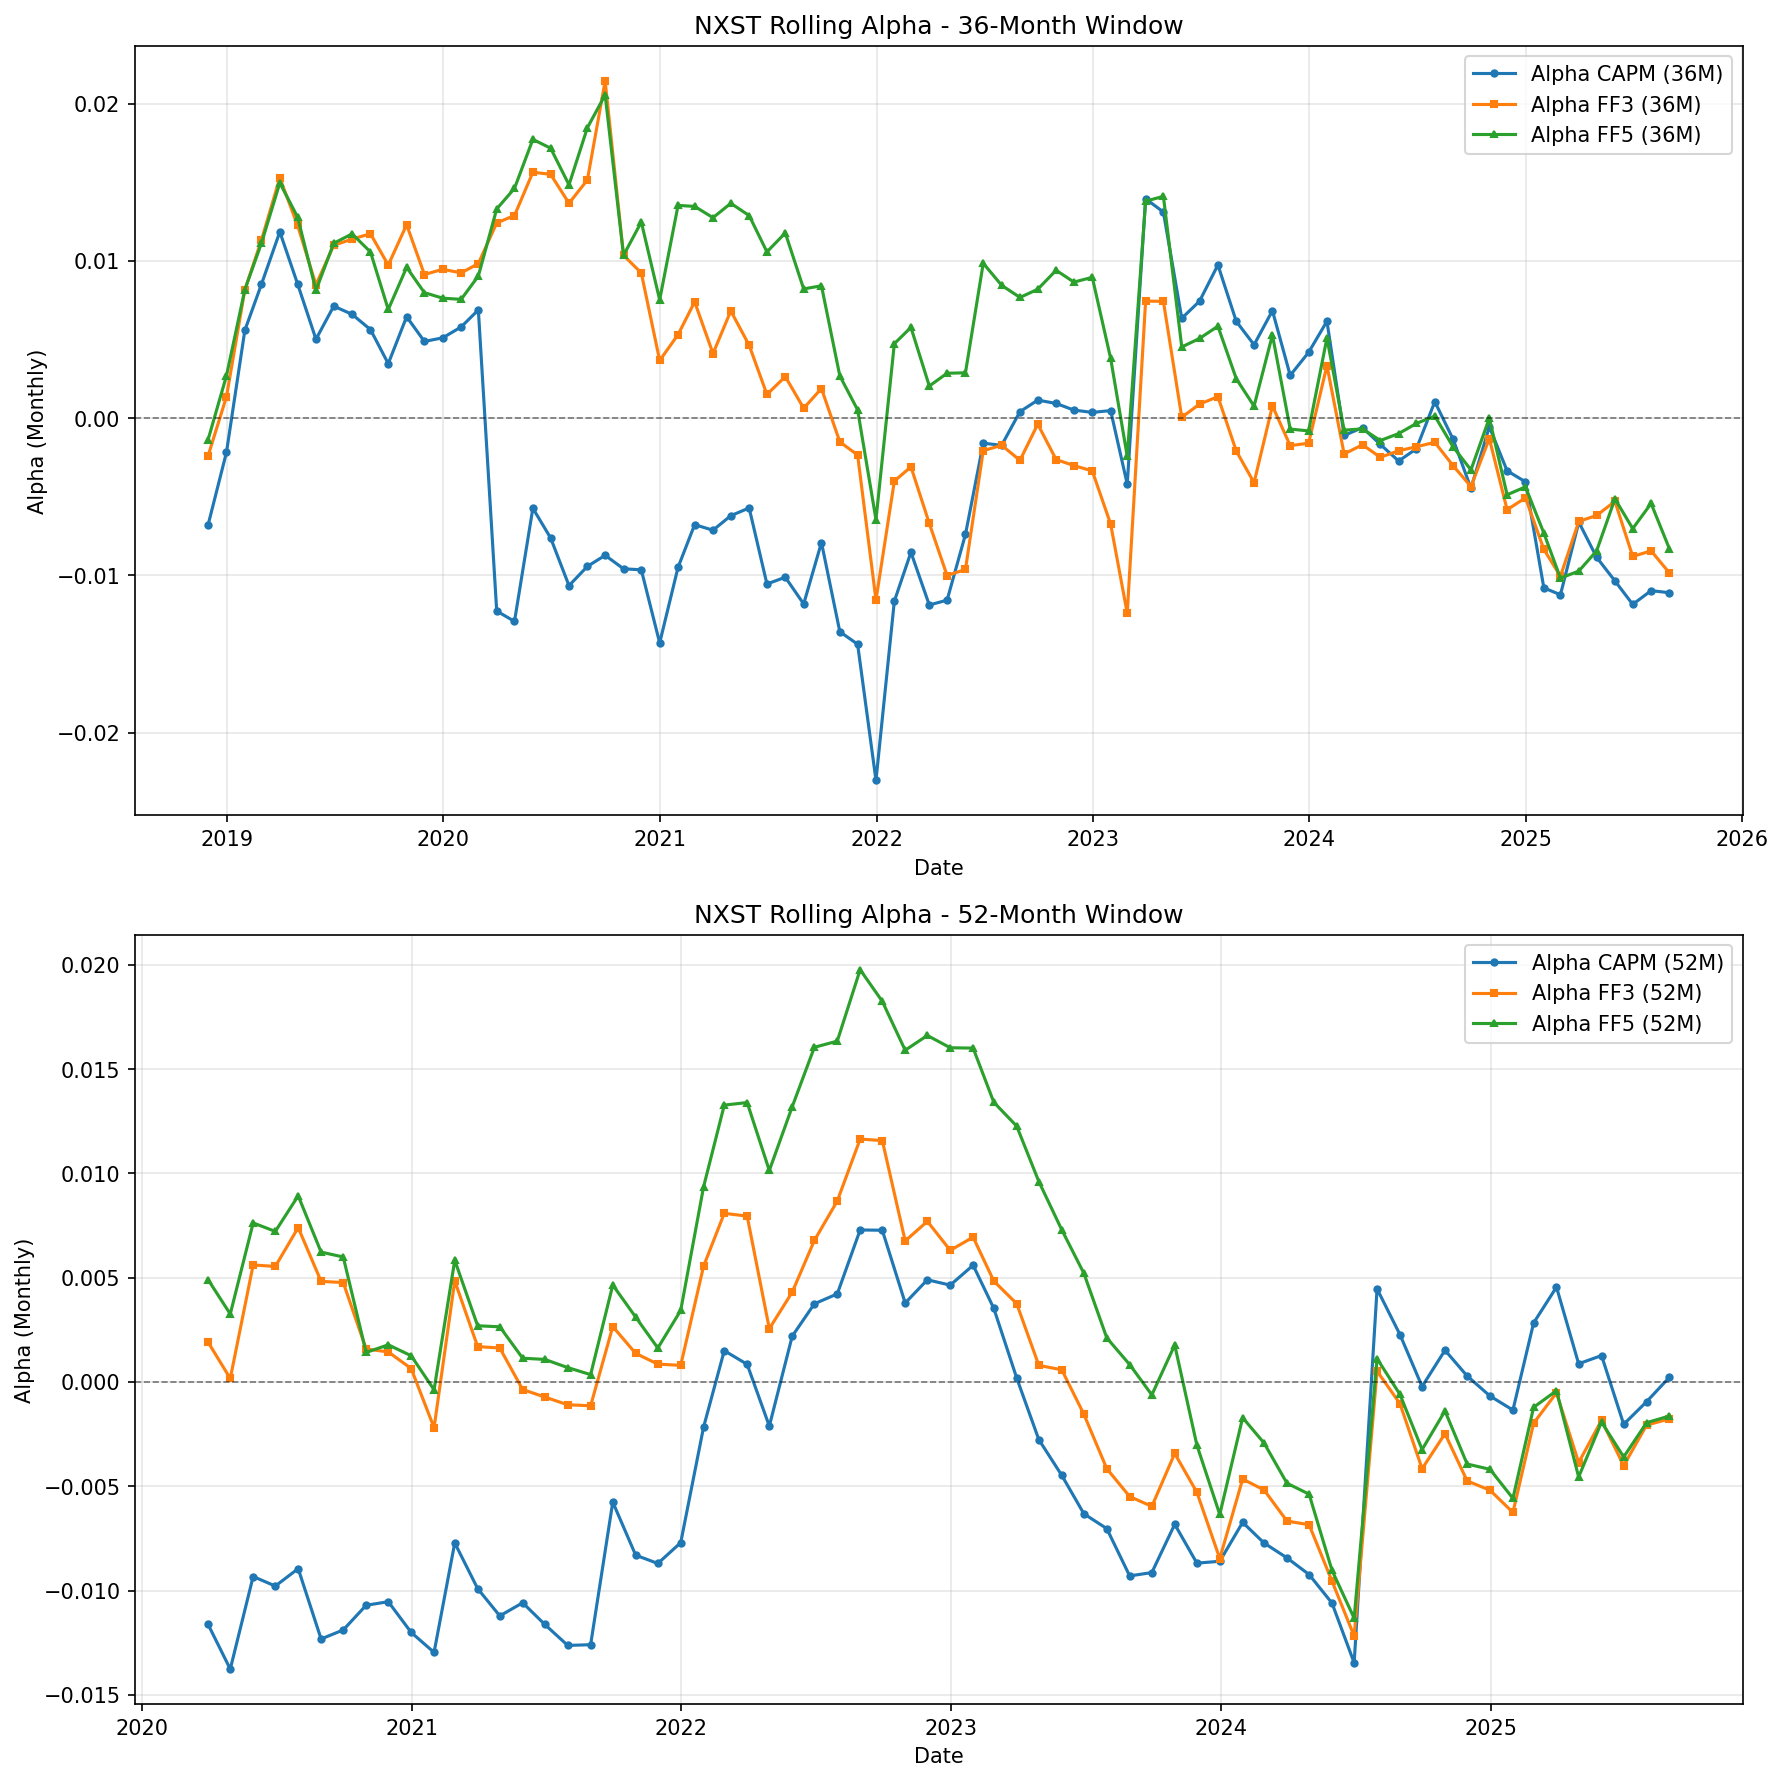 NXST Rolling Alpha - 36-Month Window
Alpha CAPM (36M)
Alpha FF3 (36M)
Alpha FF5 (36M)
Alpha (Monthly)
0.02
0.01
0.00
−0.01
−0.02
2019 2020 2021 2022 2023 2024 2025 2026
Date
NXST Rolling Alpha - 52-Month Window
Alpha CAPM (52M)
Alpha FF3 (52M)
Alpha FF5 (52M)
Alpha (Monthly)
0.020
0.015
0.010
0.005
0.000
−0.005
−0.010
−0.015
2020 2021 2022 2023 2024 2025
Date